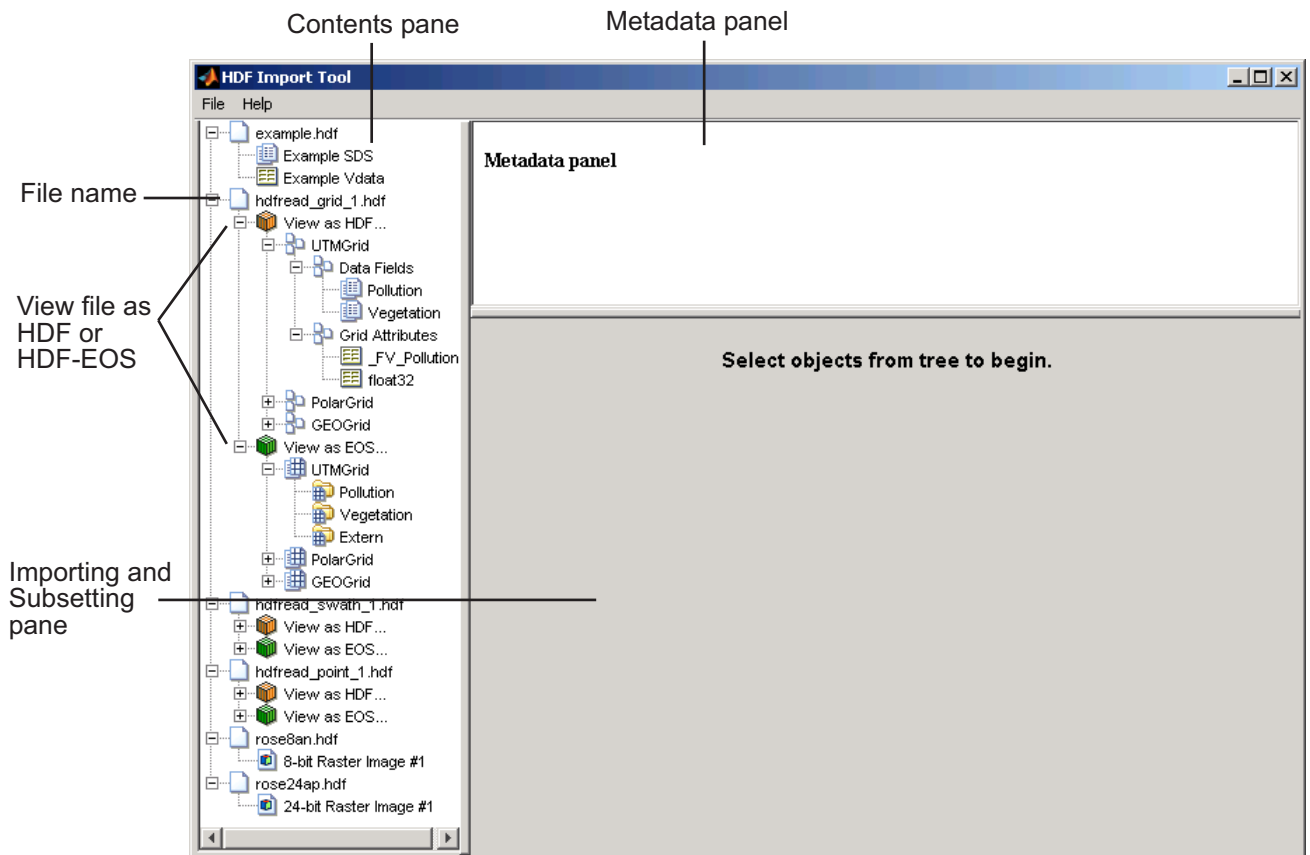 Contents pane
Metadata panel
HDF Import Tool
File Help
example.hdf
Example SDS
Example Vdata
File name
hdfread_grid_1.hdf
View as HDF...
UTMGrid
Data Fields
Pollution
Vegetation
Grid Attributes
_FV_Pollution
float32
PolarGrid
GEOGrid
View as EOS...
UTMGrid
Pollution
Vegetation
Extern
PolarGrid
GEOGrid
hdfread_swath_1.hdf
View as HDF...
View as EOS...
hdfread_point_1.hdf
View as HDF...
View as EOS...
rose8an.hdf
8-bit Raster Image #1
rose24ap.hdf
24-bit Raster Image #1
View file as
HDF or
HDF-EOS
Importing and
Subsetting
pane
Metadata panel
Select objects from tree to begin.